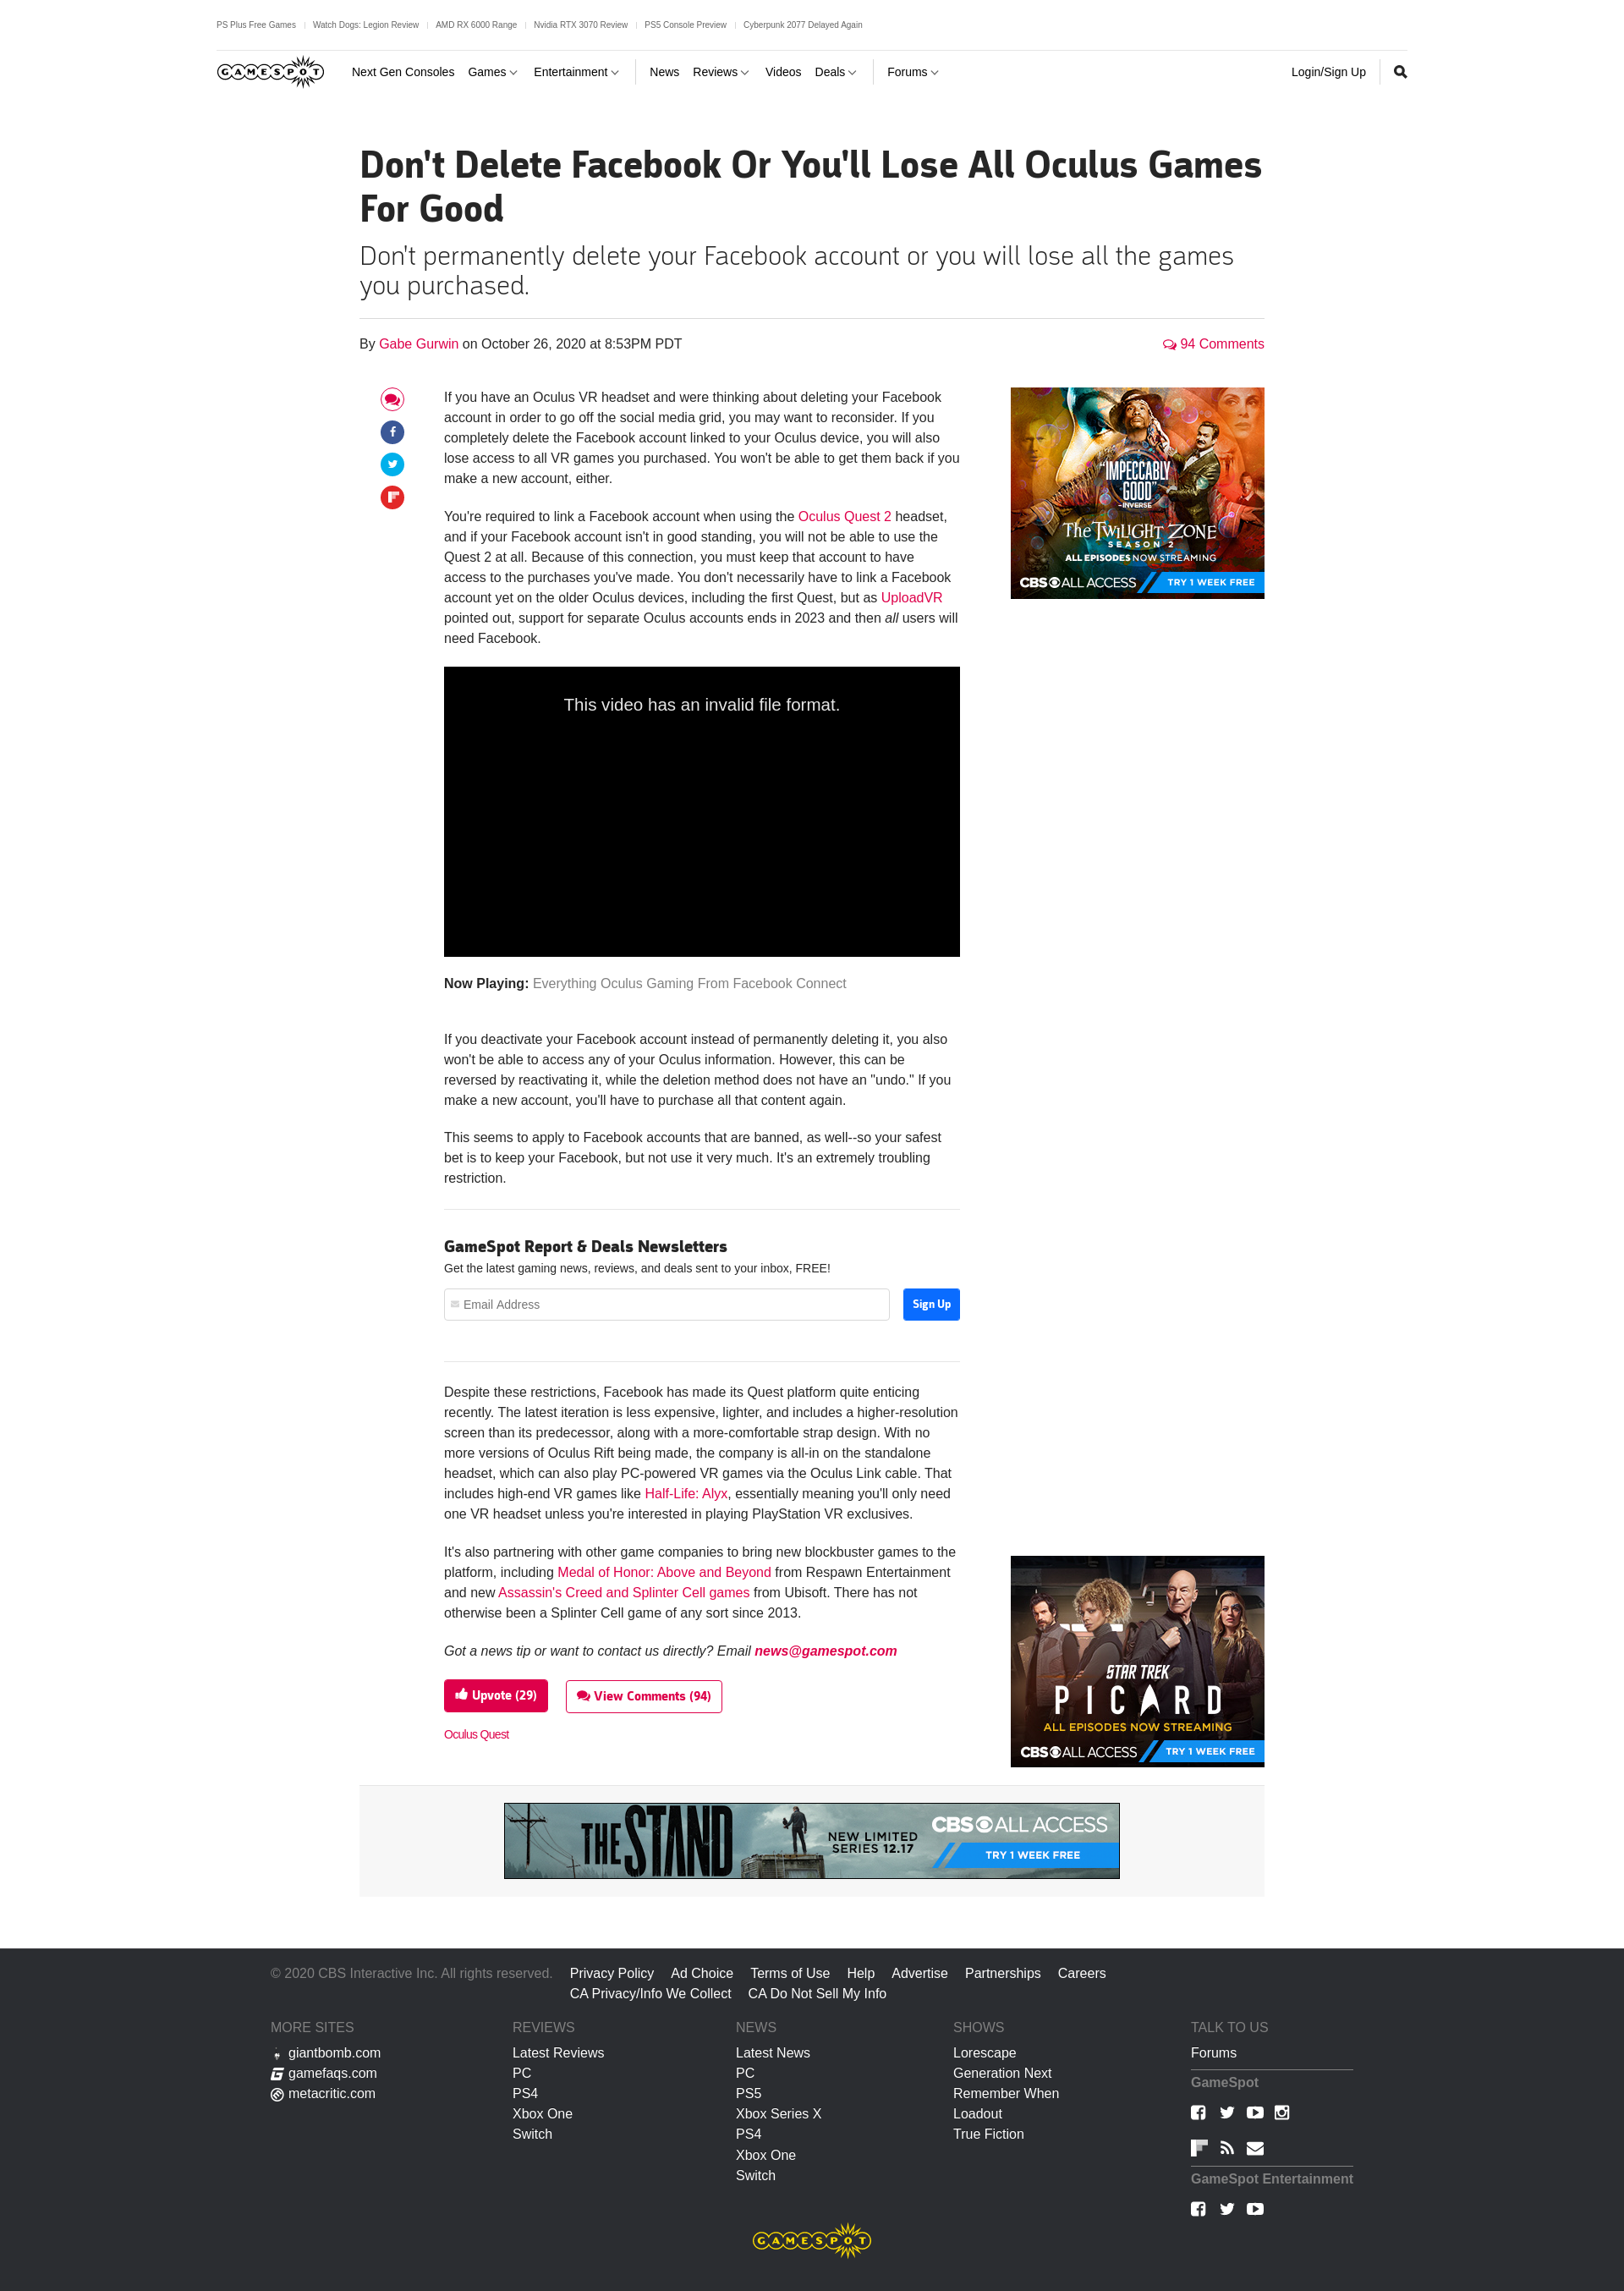 PS Plus Free Games
Watch Dogs: Legion Review
AMD RX 6000 Range
Nvidia RTX 3070 Review
PS5 Console Preview
Cyberpunk 2077 Delayed Again
GAMESPOT
Next Gen Consoles
Games
Entertainment
News
Reviews
Videos
Deals
Forums
Login/Sign Up
Don't Delete Facebook Or You'll Lose All Oculus Games
For Good
Don't permanently delete your Facebook account or you will lose all the games
you purchased.
By Gabe Gurwin on October 26, 2020 at 8:53PM PDT
94 Comments
If you have an Oculus VR headset and were thinking about deleting your Facebook
account in order to go off the social media grid, you may want to reconsider. If you
completely delete the Facebook account linked to your Oculus device, you will also
lose access to all VR games you purchased. You won't be able to get them back if you
make a new account, either.
You're required to link a Facebook account when using the Oculus Quest 2 headset,
and if your Facebook account isn't in good standing, you will not be able to use the
Quest 2 at all. Because of this connection, you must keep that account to have
access to the purchases you've made. You don't necessarily have to link a Facebook
account yet on the older Oculus devices, including the first Quest, but as UploadVR
pointed out, support for separate Oculus accounts ends in 2023 and then all users will
need Facebook.
"IMPECCABLY
GOOD"
-INVERSE
THE TWILIGHT ZONE
SEASON 2
ALL EPISODES NOW STREAMING
CBS ALL ACCESS
TRY 1 WEEK FREE
This video has an invalid file format.
Now Playing: Everything Oculus Gaming From Facebook Connect
If you deactivate your Facebook account instead of permanently deleting it, you also
won't be able to access any of your Oculus information. However, this can be
reversed by reactivating it, while the deletion method does not have an "undo." If you
make a new account, you'll have to purchase all that content again.
This seems to apply to Facebook accounts that are banned, as well--so your safest
bet is to keep your Facebook, but not use it very much. It's an extremely troubling
restriction.
GameSpot Report & Deals Newsletters
Get the latest gaming news, reviews, and deals sent to your inbox, FREE!
Email Address
Sign Up
Despite these restrictions, Facebook has made its Quest platform quite enticing
recently. The latest iteration is less expensive, lighter, and includes a higher-resolution
screen than its predecessor, along with a more-comfortable strap design. With no
more versions of Oculus Rift being made, the company is all-in on the standalone
headset, which can also play PC-powered VR games via the Oculus Link cable. That
includes high-end VR games like Half-Life: Alyx, essentially meaning you'll only need
one VR headset unless you're interested in playing PlayStation VR exclusives.
It's also partnering with other game companies to bring new blockbuster games to the
platform, including Medal of Honor: Above and Beyond from Respawn Entertainment
and new Assassin's Creed and Splinter Cell games from Ubisoft. There has not
otherwise been a Splinter Cell game of any sort since 2013.
Got a news tip or want to contact us directly? Email news@gamespot.com
Upvote (29)
View Comments (94)
Oculus Quest
STAR TREK
PICARD
ALL EPISODES NOW STREAMING
CBS ALL ACCESS
TRY 1 WEEK FREE
THE STAND
NEW LIMITED
SERIES 12.17
CBS ALL ACCESS
TRY 1 WEEK FREE
© 2020 CBS Interactive Inc. All rights reserved.
Privacy Policy
Ad Choice
Terms of Use
Help
Advertise
Partnerships
Careers
CA Privacy/Info We Collect
CA Do Not Sell My Info
MORE SITES
giantbomb.com
gamefaqs.com
metacritic.com
REVIEWS
Latest Reviews
PC
PS4
Xbox One
Switch
NEWS
Latest News
PC
PS5
Xbox Series X
PS4
Xbox One
Switch
SHOWS
Lorescape
Generation Next
Remember When
Loadout
True Fiction
TALK TO US
Forums
GameSpot
GameSpot Entertainment
GAMESPOT